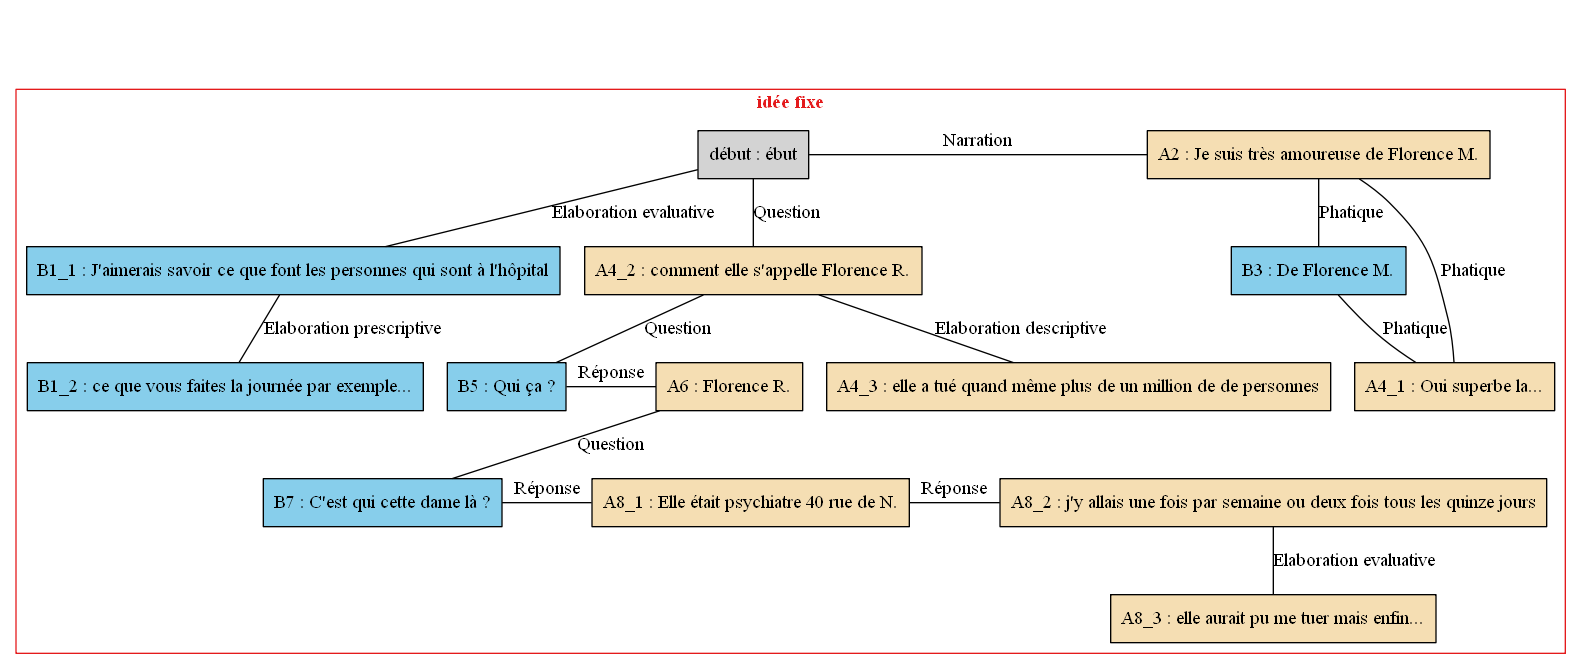 idée fixe
début : ébut
Narration
A2 : Je suis très amoureuse de Florence M.
Elaboration evaluative
Question
Phatique
B1_1 : J'aimerais savoir ce que font les personnes qui sont à l'hôpital
A4_2 : comment elle s'appelle Florence R.
B3 : De Florence M.
Phatique
Elaboration prescriptive
Question
Elaboration descriptive
Phatique
B1_2 : ce que vous faites la journée par exemple...
B5 : Qui ça ?
Réponse
A6 : Florence R.
A4_3 : elle a tué quand même plus de un million de de personnes
A4_1 : Oui superbe la...
Question
B7 : C'est qui cette dame là ?
Réponse
A8_1 : Elle était psychiatre 40 rue de N.
Réponse
A8_2 : j'y allais une fois par semaine ou deux fois tous les quinze jours
Elaboration evaluative
A8_3 : elle aurait pu me tuer mais enfin...